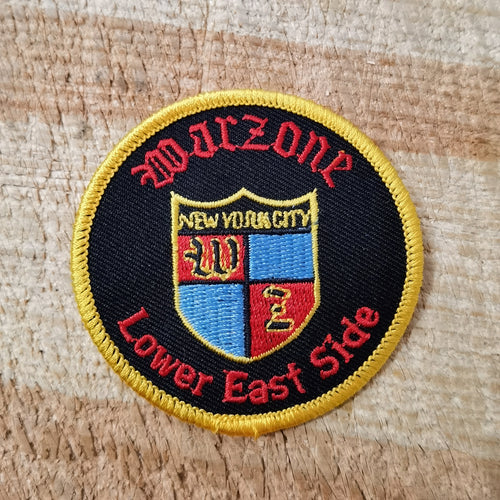 Warzone
NEW YORK CITY
W
Z
Lower East Side